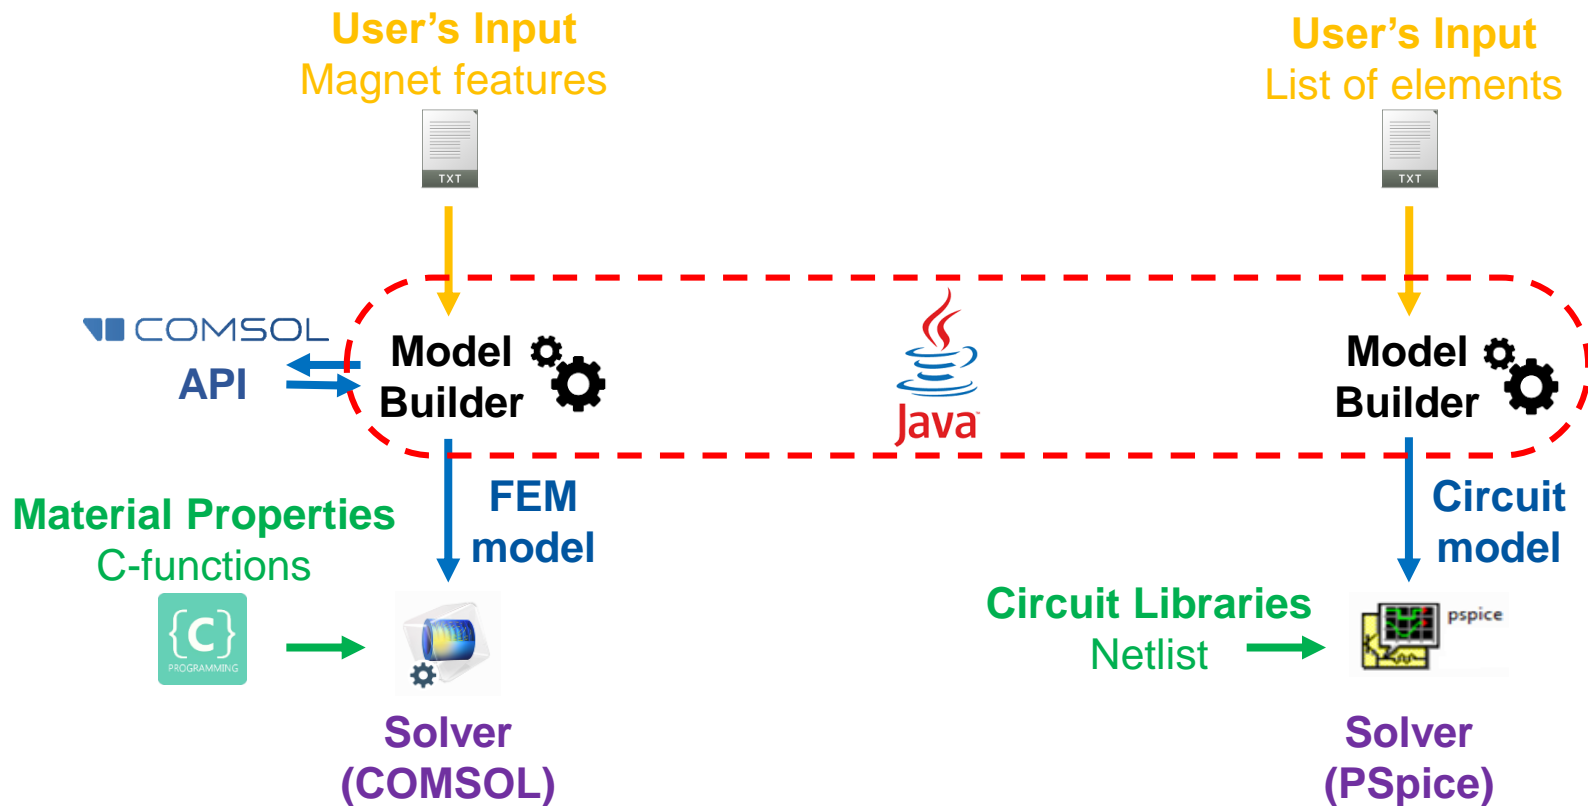 User’s Input
Magnet features
TXT
User’s Input
List of elements
TXT
COMSOL
API
Model
Builder
Java™
Model
Builder
FEM
model
Circuit
model
Material Properties
C-functions
{C}
PROGRAMMING
Circuit Libraries
Netlist
pspice
Solver
(COMSOL)
Solver
(PSpice)